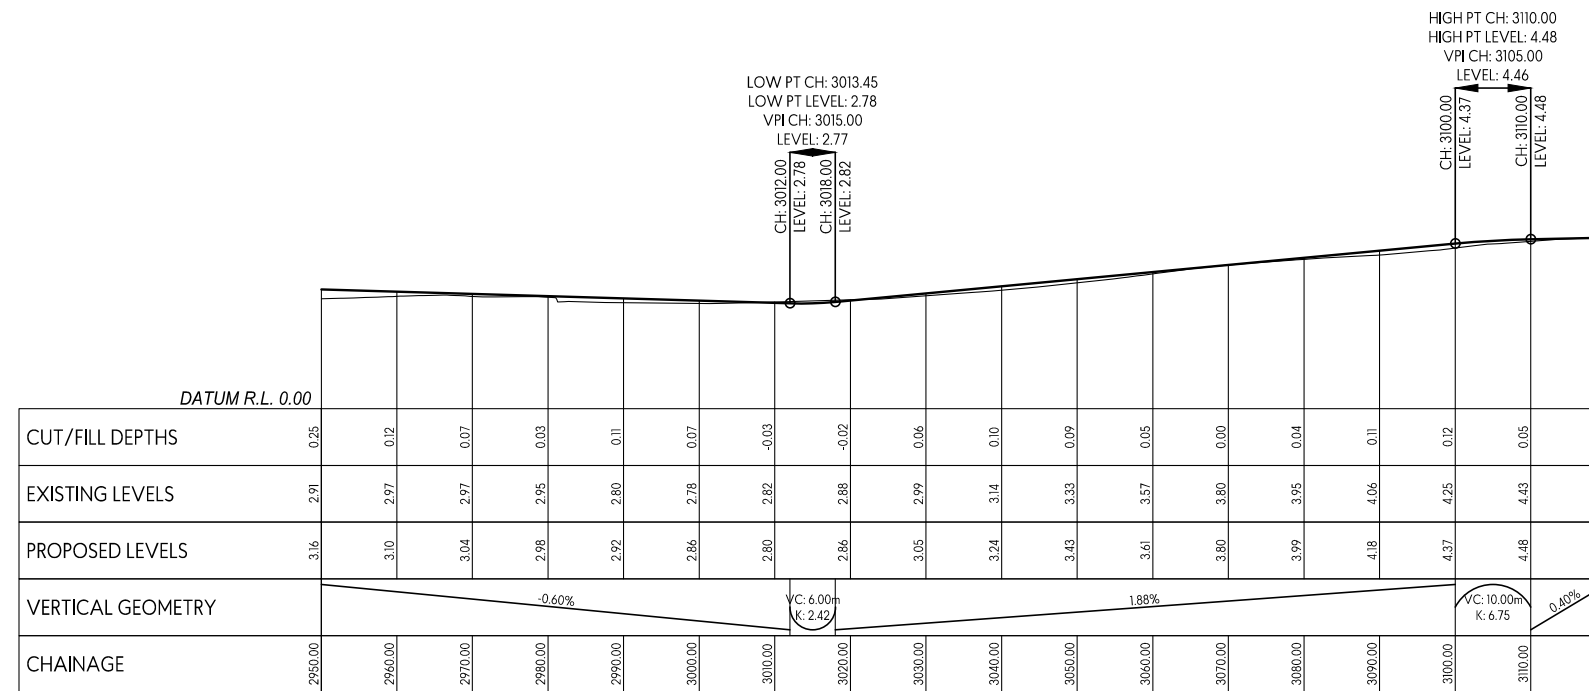 HIGH PT CH: 3110.00
HIGH PT LEVEL: 4.48
VPI CH: 3105.00
LEVEL: 4.46
LOW PT CH: 3013.45
LOW PT LEVEL: 2.78
VPI CH: 3015.00
LEVEL: 2.77
CH: 3012.00
LEVEL: 2.78
CH: 3018.00
LEVEL: 2.82
CH: 3100.00
LEVEL: 4.37
CH: 3110.00
LEVEL: 4.48
DATUM R.L. 0.00
CUT/FILL DEPTHS 0.25 0.12 0.07 0.03 0.11 0.07 -0.03 -0.02 0.06 0.10 0.09 0.05 0.00 0.04 0.11 0.12 0.05
EXISTING LEVELS 2.91 2.97 2.97 2.95 2.80 2.78 2.82 2.88 2.99 3.14 3.33 3.57 3.80 3.95 4.06 4.25 4.43
PROPOSED LEVELS 3.16 3.10 3.04 2.98 2.92 2.86 2.80 2.86 3.05 3.24 3.43 3.61 3.80 3.99 4.18 4.37 4.48
VERTICAL GEOMETRY -0.60% VC: 6.00m 1.88% VC: 10.00m 0.40%
K: 2.42 K: 6.75
CHAINAGE 2950.00 2960.00 2970.00 2980.00 2990.00 3000.00 3010.00 3020.00 3030.00 3040.00 3050.00 3060.00 3070.00 3080.00 3090.00 3100.00 3110.00